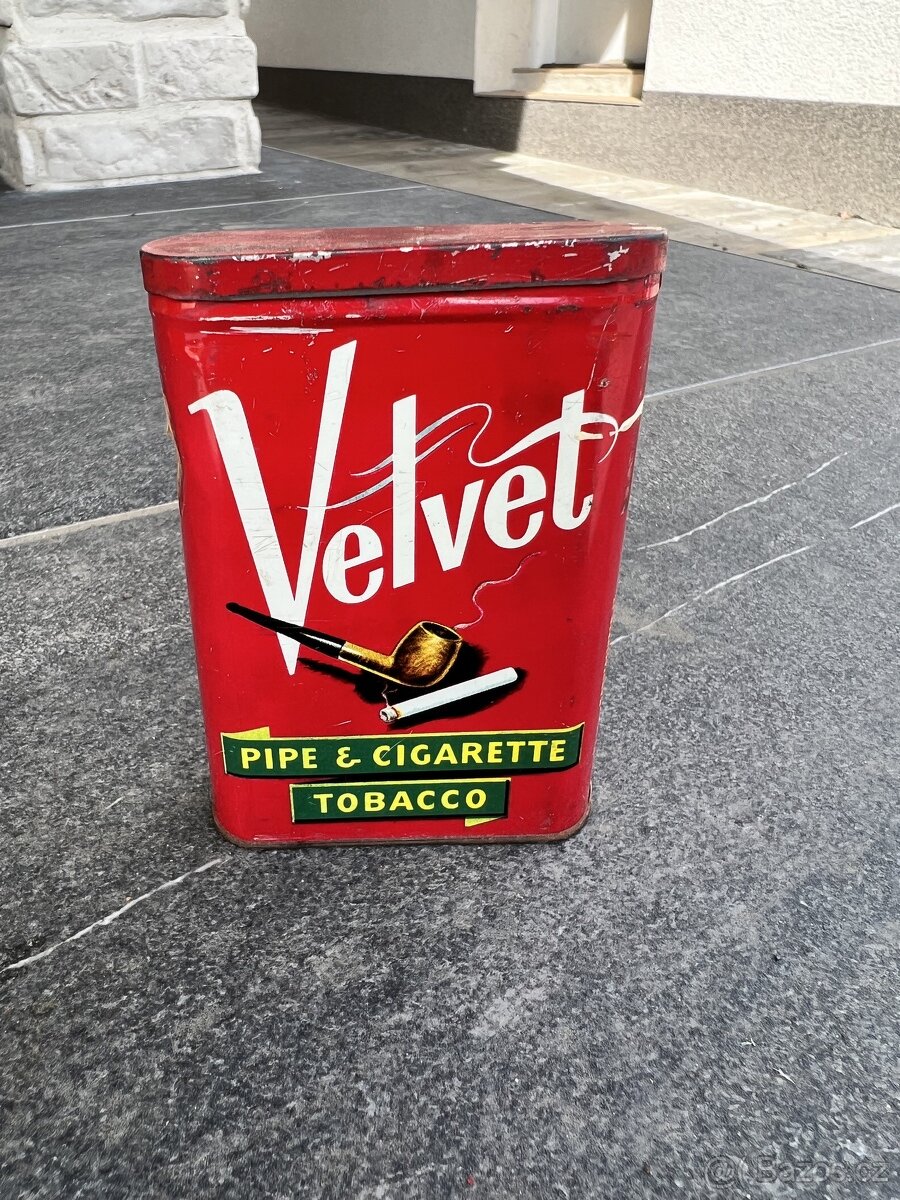 Velvet
PIPE & CIGARETTE
TOBACCO
@ Bazos.cz